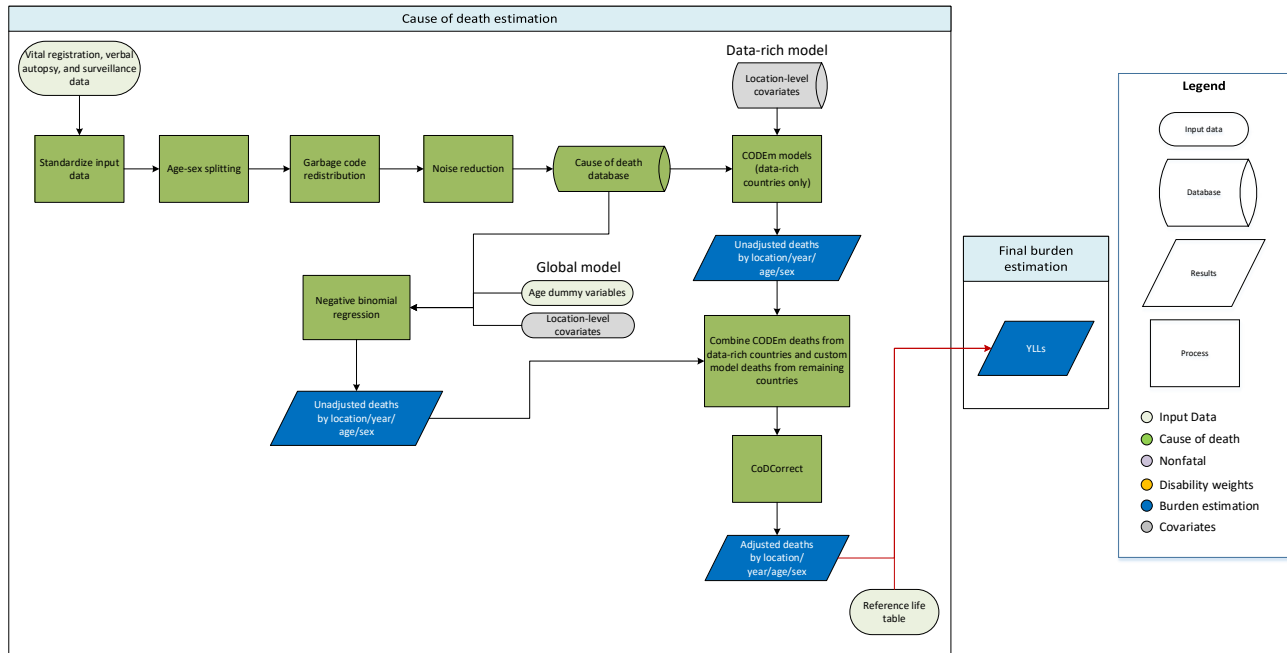 Cause of death estimation
Vital registration, verbal
autopsy, and surveillance
data
Data-rich model
Location-level
covariates
Standardize input
data
Age-sex splitting
Garbage code
redistribution
Noise reduction
Cause of death
database
CODEm models
(data-rich
countries only)
Unadjusted deaths
by location/year/
age/sex
Global model
Age dummy variables
Location-level
covariates
Negative binomial
regression
Unadjusted deaths
by location/year/
age/sex
Combine CODEm deaths from
data-rich countries and custom
model deaths from remaining
countries
CoDCorrect
Adjusted deaths
by location/
year/age/sex
Reference life
table
Final burden
estimation
YLLs
Legend
Input data
Database
Results
Process
Input Data
Cause of death
Nonfatal
Disability weights
Burden estimation
Covariates